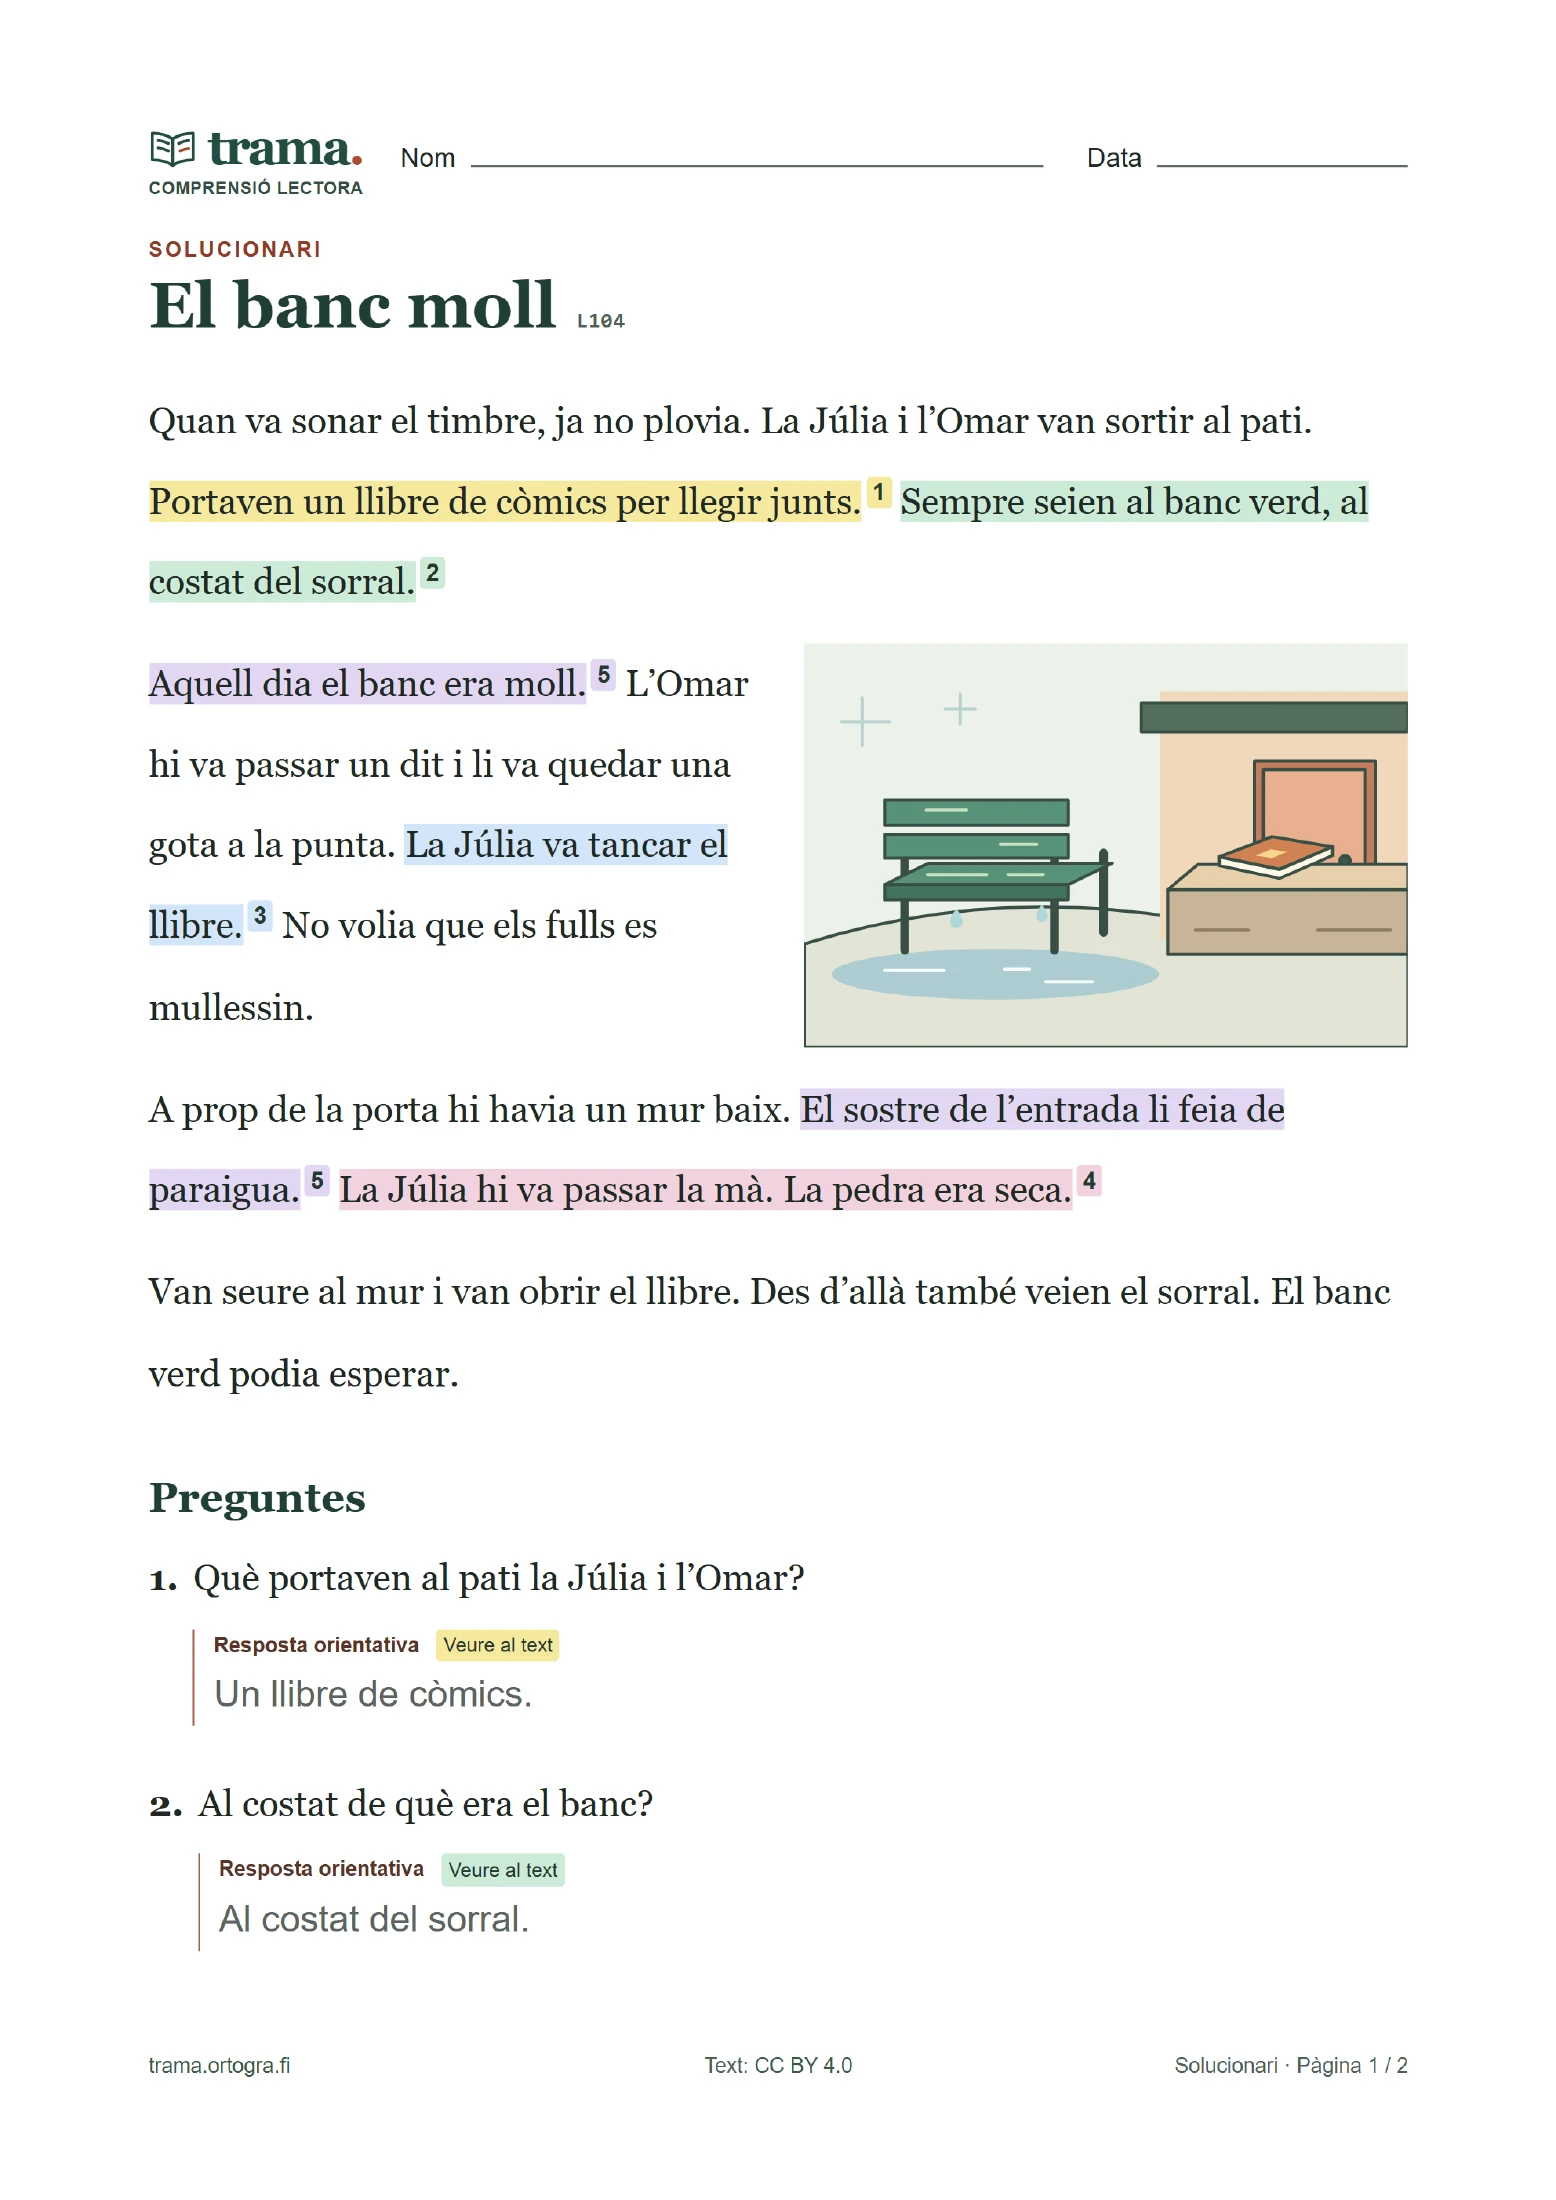 trama.
COMPRENSIÓ LECTORA
Nom
Data
SOLUCIONARI
El banc moll L104
Quan va sonar el timbre, ja no plovia. La Júlia i l’Omar van sortir al pati.
Portaven un llibre de còmics per llegir junts. 1 Sempre seien al banc verd, al
costat del sorral. 2
Aquell dia el banc era moll. 5 L’Omar
hi va passar un dit i li va quedar una
gota a la punta. La Júlia va tancar el
llibre. 3 No volia que els fulls es
mullessin.
A prop de la porta hi havia un mur baix. El sostre de l’entrada li feia de
paraigua. 5 La Júlia hi va passar la mà. La pedra era seca. 4
Van seure al mur i van obrir el llibre. Des d’allà també veien el sorral. El banc
verd podia esperar.
Preguntes
1. Què portaven al pati la Júlia i l’Omar?
Resposta orientativa Veure al text
Un llibre de còmics.
2. Al costat de què era el banc?
Resposta orientativa Veure al text
Al costat del sorral.
trama.ortogra.fi
Text: CC BY 4.0
Solucionari · Pàgina 1 / 2